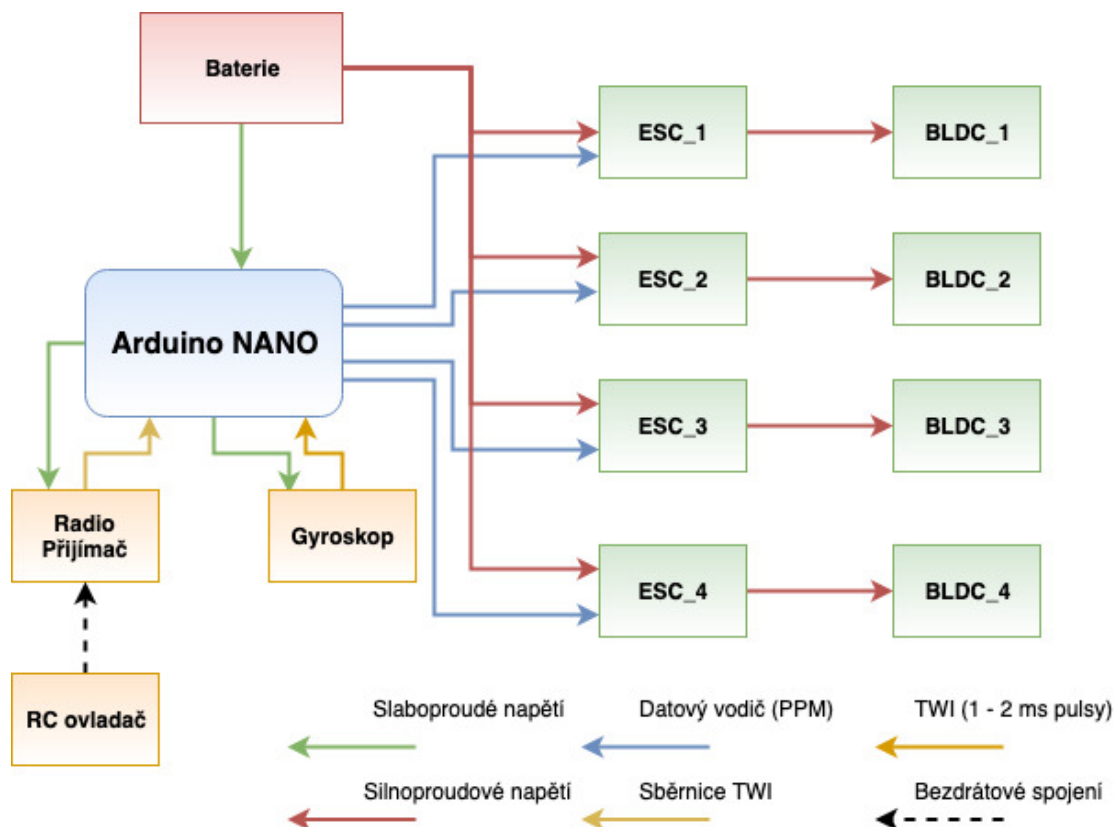 Baterie
ESC_1
BLDC_1
ESC_2
BLDC_2
Arduino NANO
ESC_3
BLDC_3
Radio
Přijímač
Gyroskop
ESC_4
BLDC_4
RC ovladač
Slaboproudé napětí
Datový vodič (PPM)
TWI (1 - 2 ms pulsy)
Silnoproudové napětí
Sběrnice TWI
Bezdrátové spojení